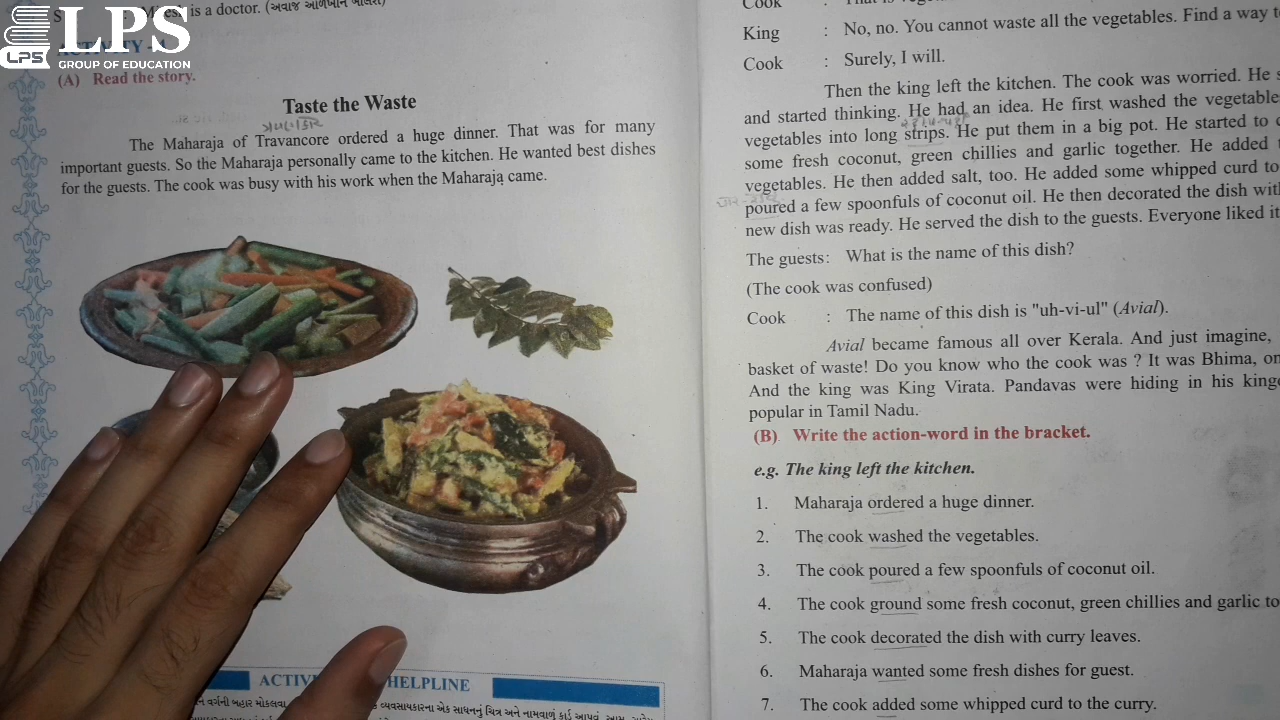 LPS
GROUP OF EDUCATION
LPS
is a doctor.
(A) Read the story.
Taste the Waste
The Maharaja of Travancore ordered a huge dinner. That was for many
important guests. So the Maharaja personally came to the kitchen. He wanted best dishes
for the guests. The cook was busy with his work when the Maharaja came.
HELPLINE
Cook :
King : No, no. You cannot waste all the vegetables. Find a way
Cook : Surely, I will.
Then the king left the kitchen. The cook was worried. He
and started thinking. He had an idea. He first washed the
vegetables into long strips. He put them in a big pot. He started to
some fresh coconut, green chillies and garlic together. He added
vegetables. He then added salt, too. He added some whipped curd to
poured a few spoonfuls of coconut oil. He then decorated the dish
new dish was ready. He served the dish to the guests. Everyone liked
The guests: What is the name of this dish?
(The cook was confused)
Cook : The name of this dish is "uh-vi-ul" (Avial).
Avial became famous all over Kerala. And just imagine,
basket of waste! Do you know who the cook was ? It was Bhima,
And the king was King Virata. Pandavas were hiding in his
popular in Tamil Nadu.
(B) Write the action-word in the bracket.
e.g. The king left the kitchen.
1. Maharaja ordered a huge dinner.
2. The cook washed the vegetables.
3. The cook poured a few spoonfuls of coconut oil.
4. The cook ground some fresh coconut, green chillies and garlic to
5. The cook decorated the dish with curry leaves.
6. Maharaja wanted some fresh dishes for guest.
7. The cook added some whipped curd to the curry.